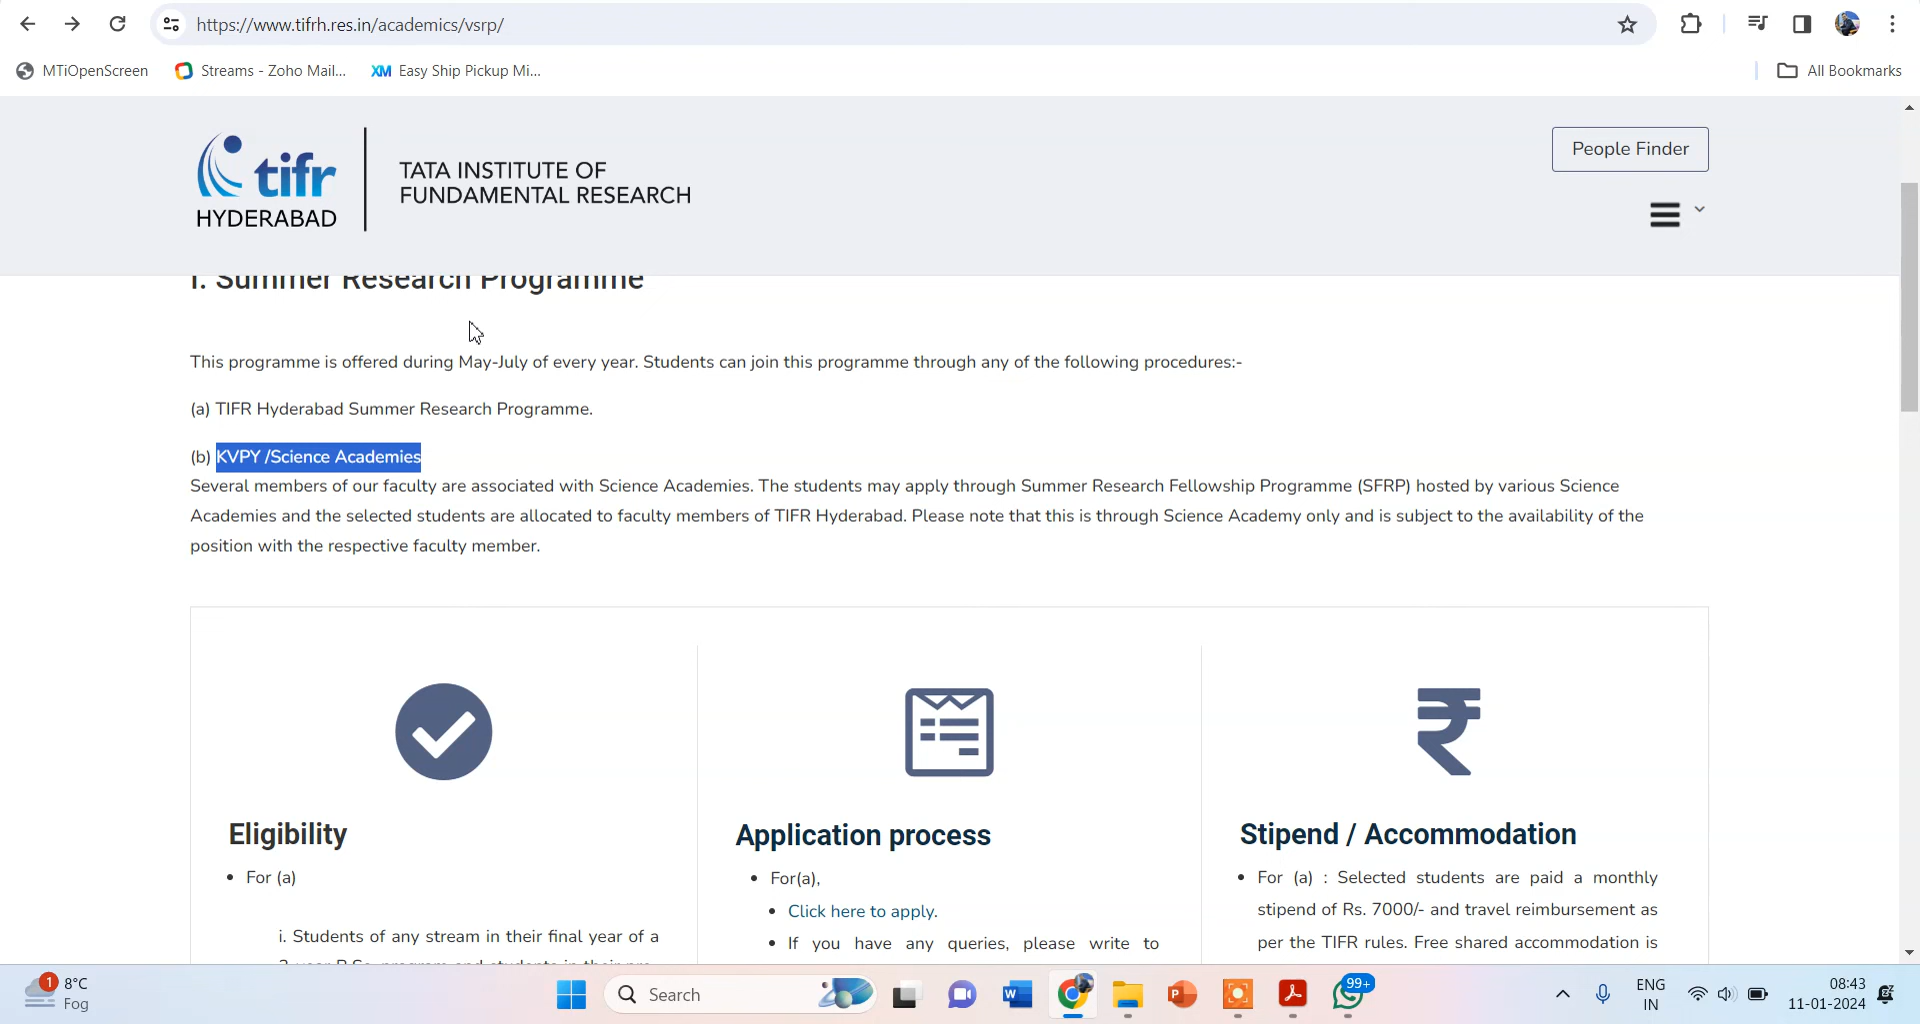 https://www.tifrh.res.in/academics/vsrp/
MTiOpenScreen
Streams - Zoho Mail...
XM Easy Ship Pickup Mi...
All Bookmarks
tifr
HYDERABAD
TATA INSTITUTE OF
FUNDAMENTAL RESEARCH
People Finder
I. Summer Research Programme
This programme is offered during May-July of every year. Students can join this programme through any of the following procedures:-
(a) TIFR Hyderabad Summer Research Programme.
(b) KVPY /Science Academies
Several members of our faculty are associated with Science Academies. The students may apply through Summer Research Fellowship Programme (SFRP) hosted by various Science
Academies and the selected students are allocated to faculty members of TIFR Hyderabad. Please note that this is through Science Academy only and is subject to the availability of the
position with the respective faculty member.
Eligibility
• For (a)
i. Students of any stream in their final year of a
Application process
• For(a),
• Click here to apply.
• If you have any queries, please write to
₹
Stipend / Accommodation
• For (a) : Selected students are paid a monthly
stipend of Rs. 7000/- and travel reimbursement as
per the TIFR rules. Free shared accommodation is
1
8°C
Fog
Search
99+
ENG
IN
08:43
11-01-2024